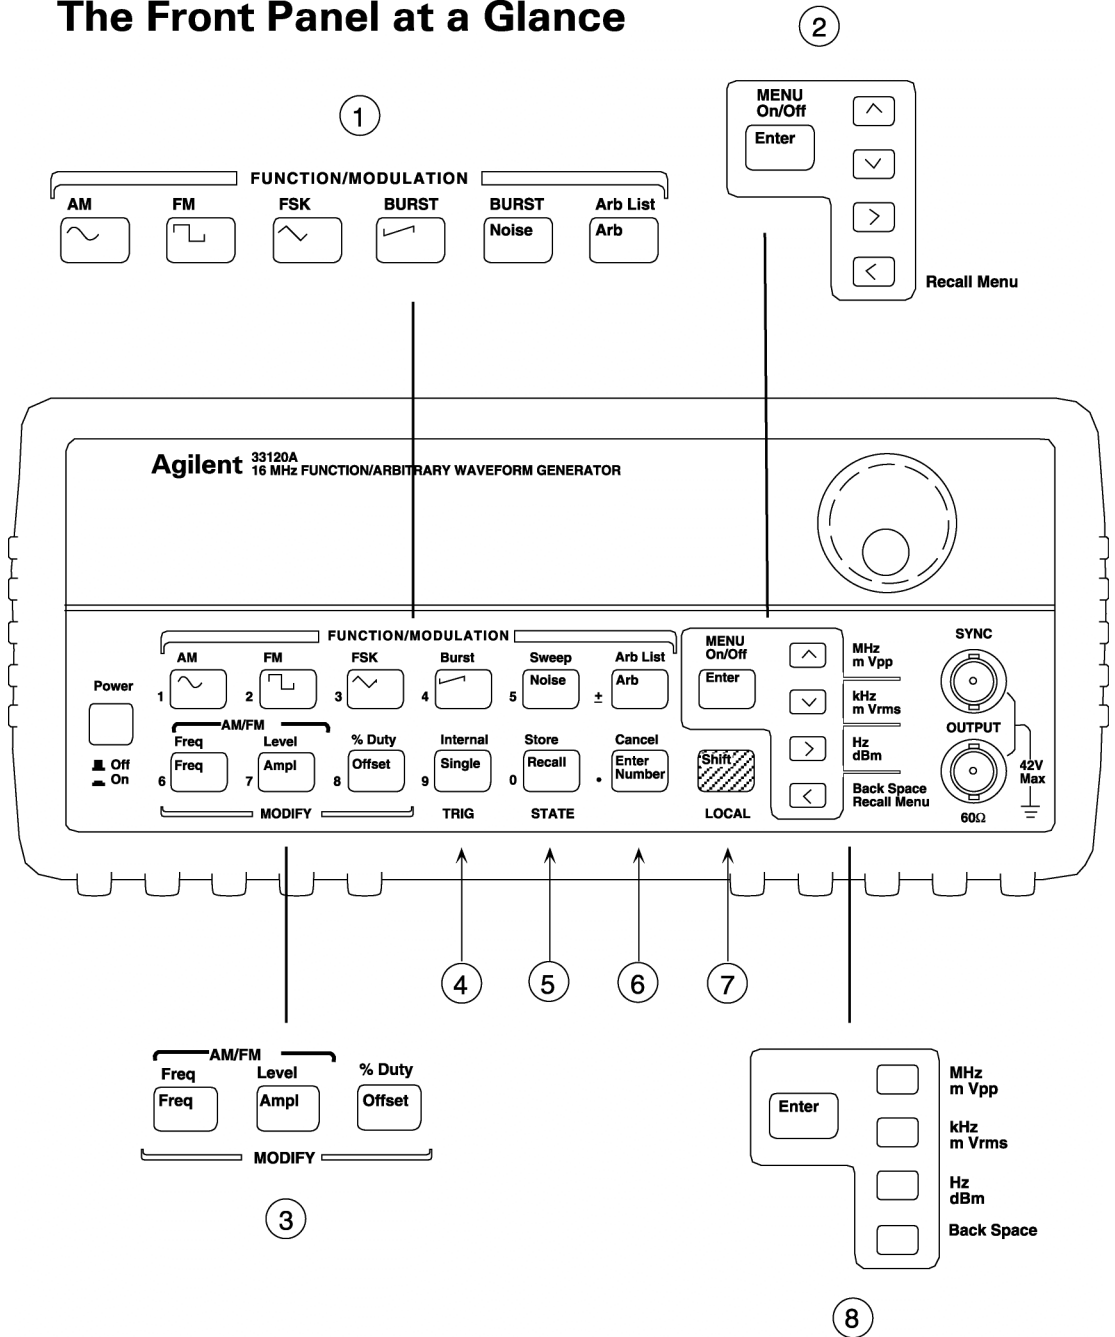 The Front Panel at a Glance
1
FUNCTION/MODULATION
AM FM FSK BURST BURST Arb List
Noise Arb
2
MENU
On/Off
Enter
Recall Menu
Agilent 33120A
16 MHz FUNCTION/ARBITRARY WAVEFORM GENERATOR
FUNCTION/MODULATION
AM FM FSK Burst Sweep Arb List
1 2 3 4 5 Noise ± Arb
Power
Off
On
AM/FM
Freq Level % Duty Internal Store Cancel
6 Freq 7 Ampl 8 Offset 9 Single 0 Recall . Enter Number
MODIFY TRIG STATE
MENU
On/Off
Enter
Shift
LOCAL
MHz
m Vpp
kHz
m Vrms
Hz
dBm
Back Space
Recall Menu
SYNC
OUTPUT
42V
Max
60Ω
4 5 6 7
AM/FM
Freq Level % Duty
Freq Ampl Offset
MODIFY
3
Enter
MHz
m Vpp
kHz
m Vrms
Hz
dBm
Back Space
8